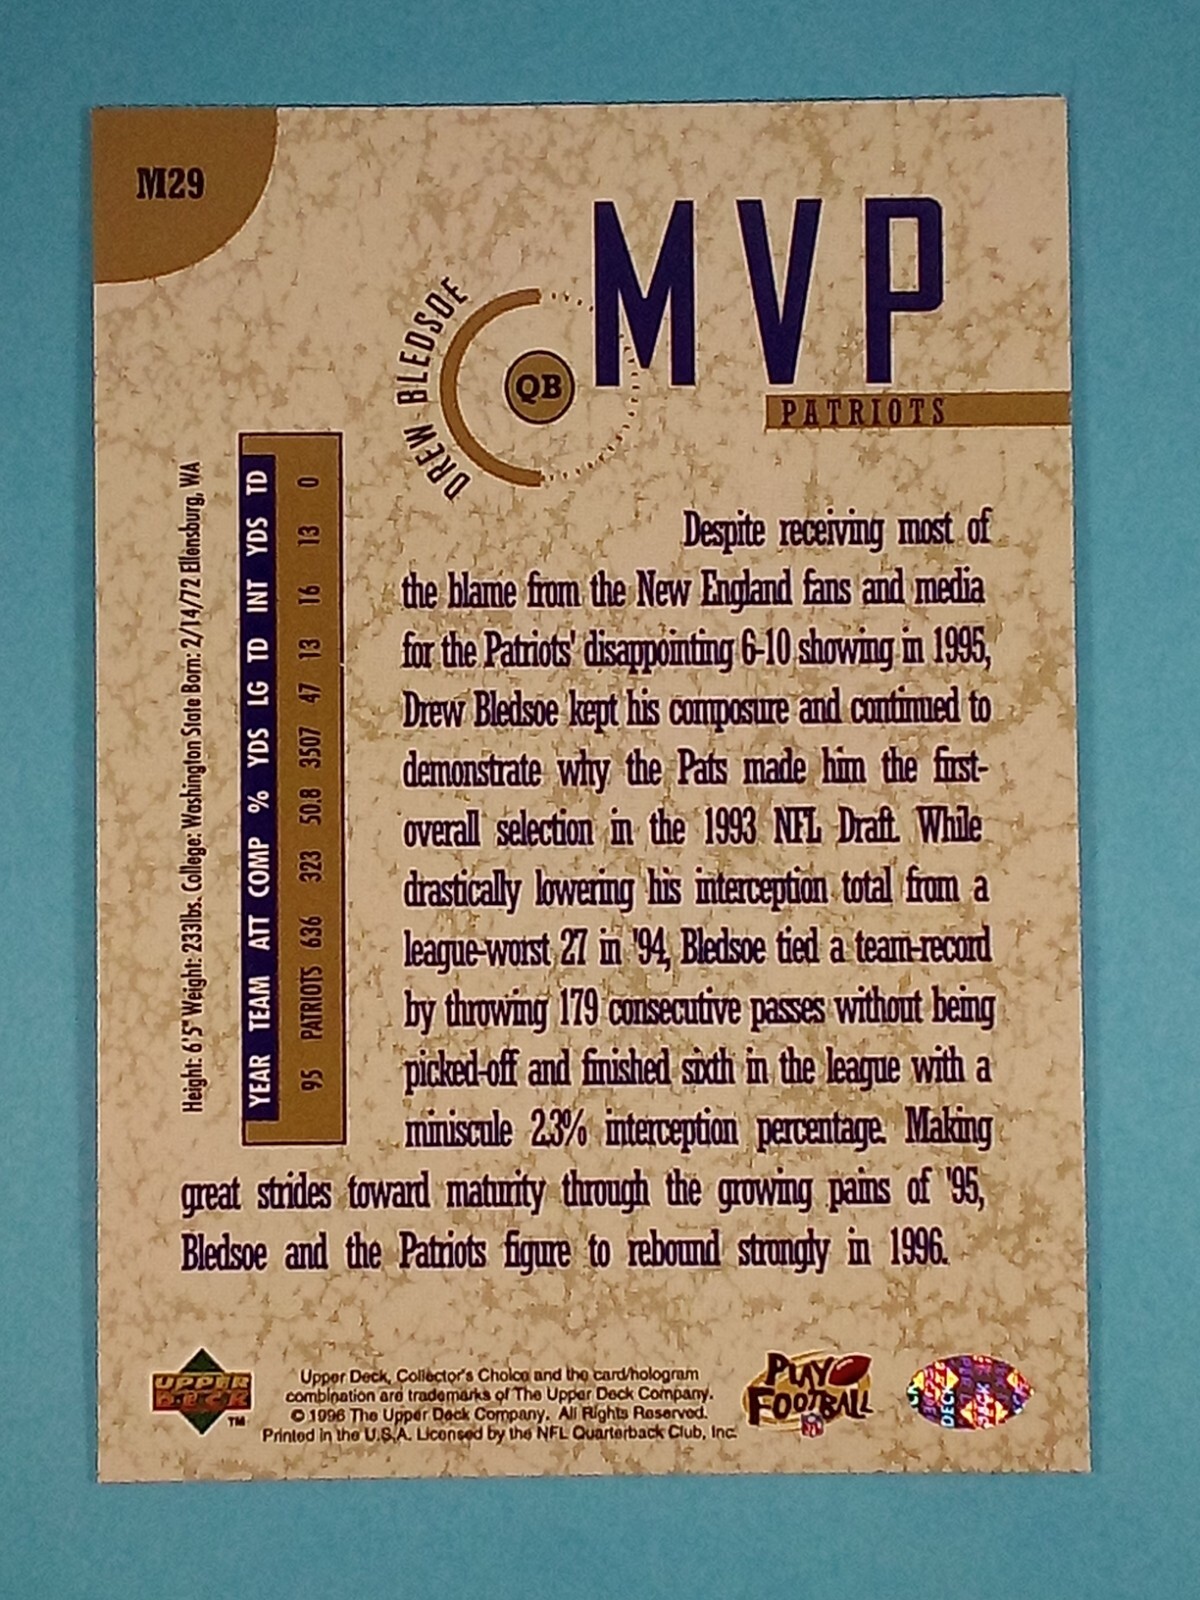 M29
MVP
DREW BLEDSOE
QB
PATRIOTS
Height: 6'5" Weight: 233lbs. College: Washington State Born: 2/14/72 Ellensburg, WA
YEAR TEAM ATT COMP % YDS LG TD INT YDS TD
95 PATRIOTS 636 323 50.8 3507 47 13 16 13 0
Despite receiving most of
the blame from the New England fans and media
for the Patriots' disappointing 6-10 showing in 1995,
Drew Bledsoe kept his composure and continued to
demonstrate why the Pats made him the first-
overall selection in the 1993 NFL Draft. While
drastically lowering his interception total from a
league-worst 27 in '94, Bledsoe tied a team-record
by throwing 179 consecutive passes without being
picked-off and finished sixth in the league with a
miniscule 2.3% interception percentage. Making
great strides toward maturity through the growing pains of '95,
Bledsoe and the Patriots figure to rebound strongly in 1996.
UPPER
DECK
TM
Upper Deck, Collector's Choice and the card/hologram
combination are trademarks of The Upper Deck Company.
© 1996 The Upper Deck Company. All Rights Reserved.
Printed in the U.S.A. Licensed by the NFL Quarterback Club, Inc.
PLAY
FOOTBALL
NFL
DECK
DECK